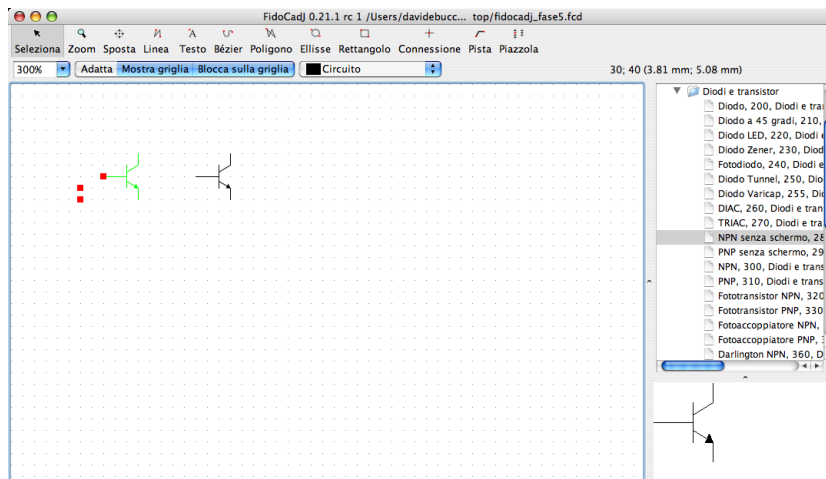 FidoCadJ 0.21.1 rc 1 /Users/davidebucc... top/fidocadj_fase5.fcd
Seleziona Zoom Sposta Linea Testo Bézier Poligono Ellisse Rettangolo Connessione Pista Piazzola
300% Adatta Mostra griglia Blocca sulla griglia Circuito 30; 40 (3.81 mm; 5.08 mm)
Diodi e transistor
Diodo, 200, Diodi e tra
Diodo a 45 gradi, 210,
Diodo LED, 220, Diodi e
Diodo Zener, 230, Diod
Fotodiodo, 240, Diodi e
Diodo Tunnel, 250, Dio
Diodo Varicap, 255, Dio
DIAC, 260, Diodi e tran
TRIAC, 270, Diodi e tra
NPN senza schermo, 28
PNP senza schermo, 29
NPN, 300, Diodi e trans
PNP, 310, Diodi e trans
Fototransistor NPN, 320
Fototransistor PNP, 330
Fotoaccoppiatore NPN,
Fotoaccoppiatore PNP, 3
Darlington NPN, 360, D